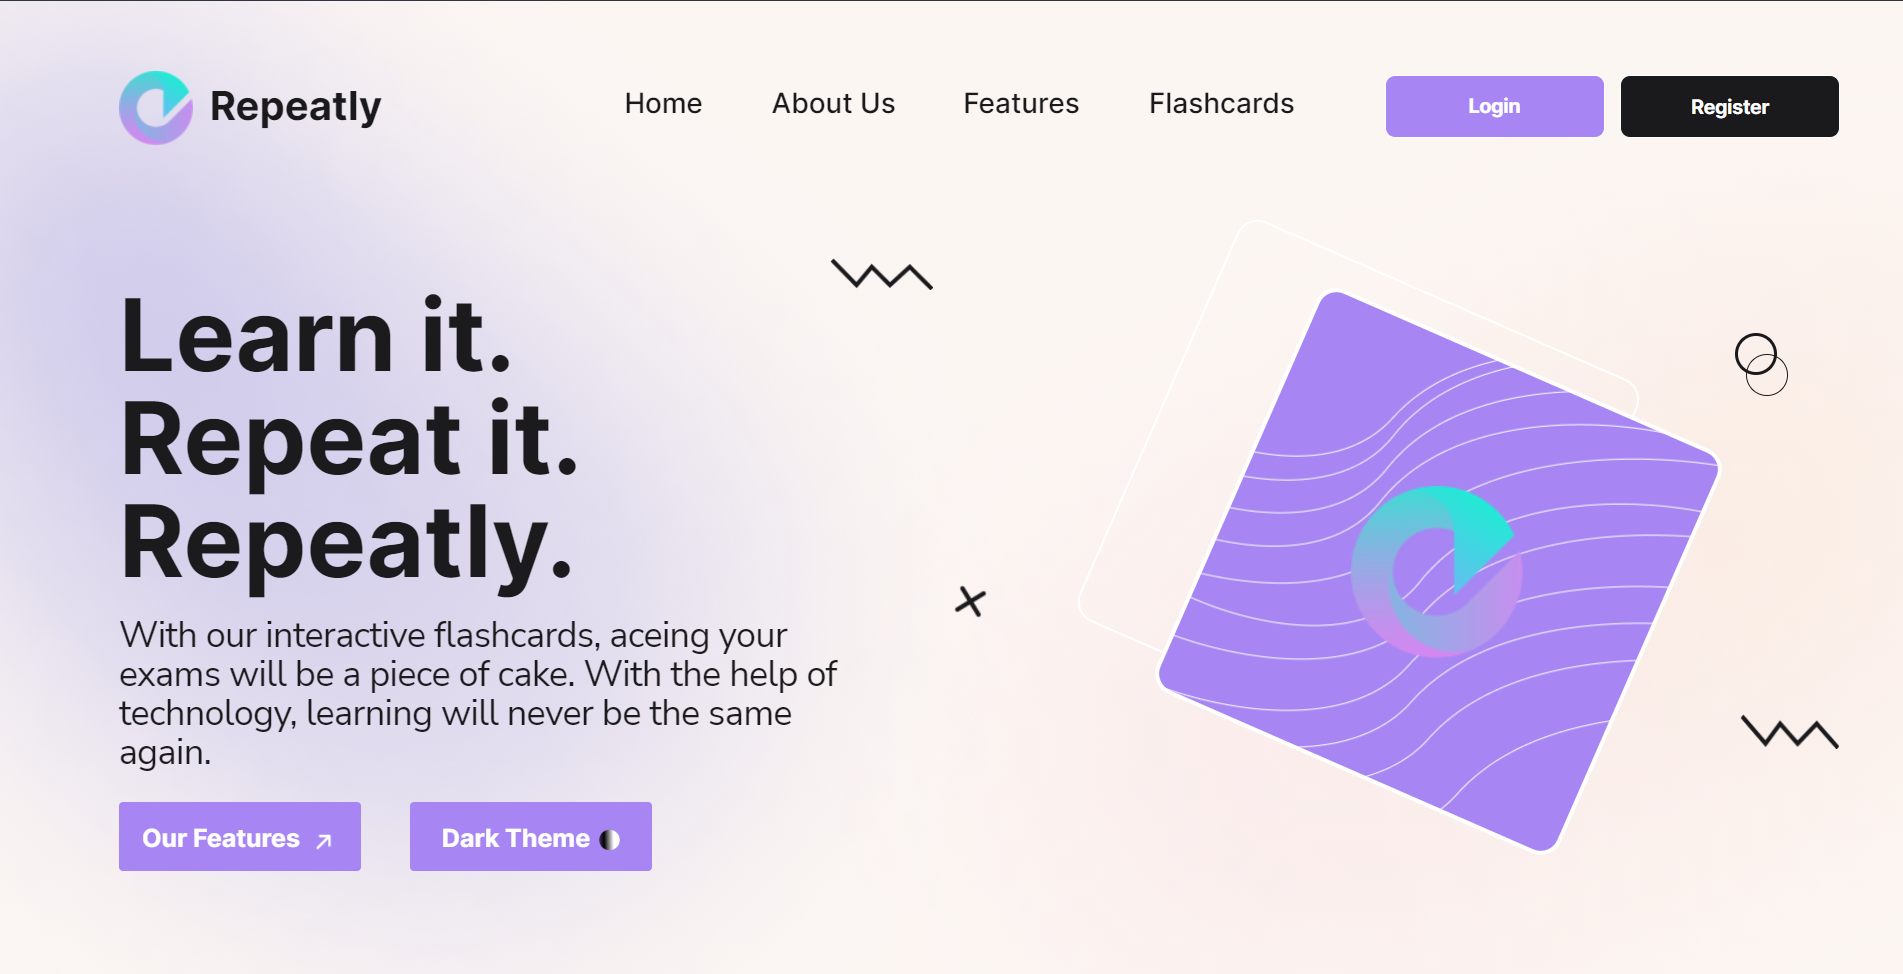 Repeatly
Home
About Us
Features
Flashcards
Login
Register
Learn it.
Repeat it.
Repeatly.
With our interactive flashcards, aceing your
exams will be a piece of cake. With the help of
technology, learning will never be the same
again.
Our Features
Dark Theme